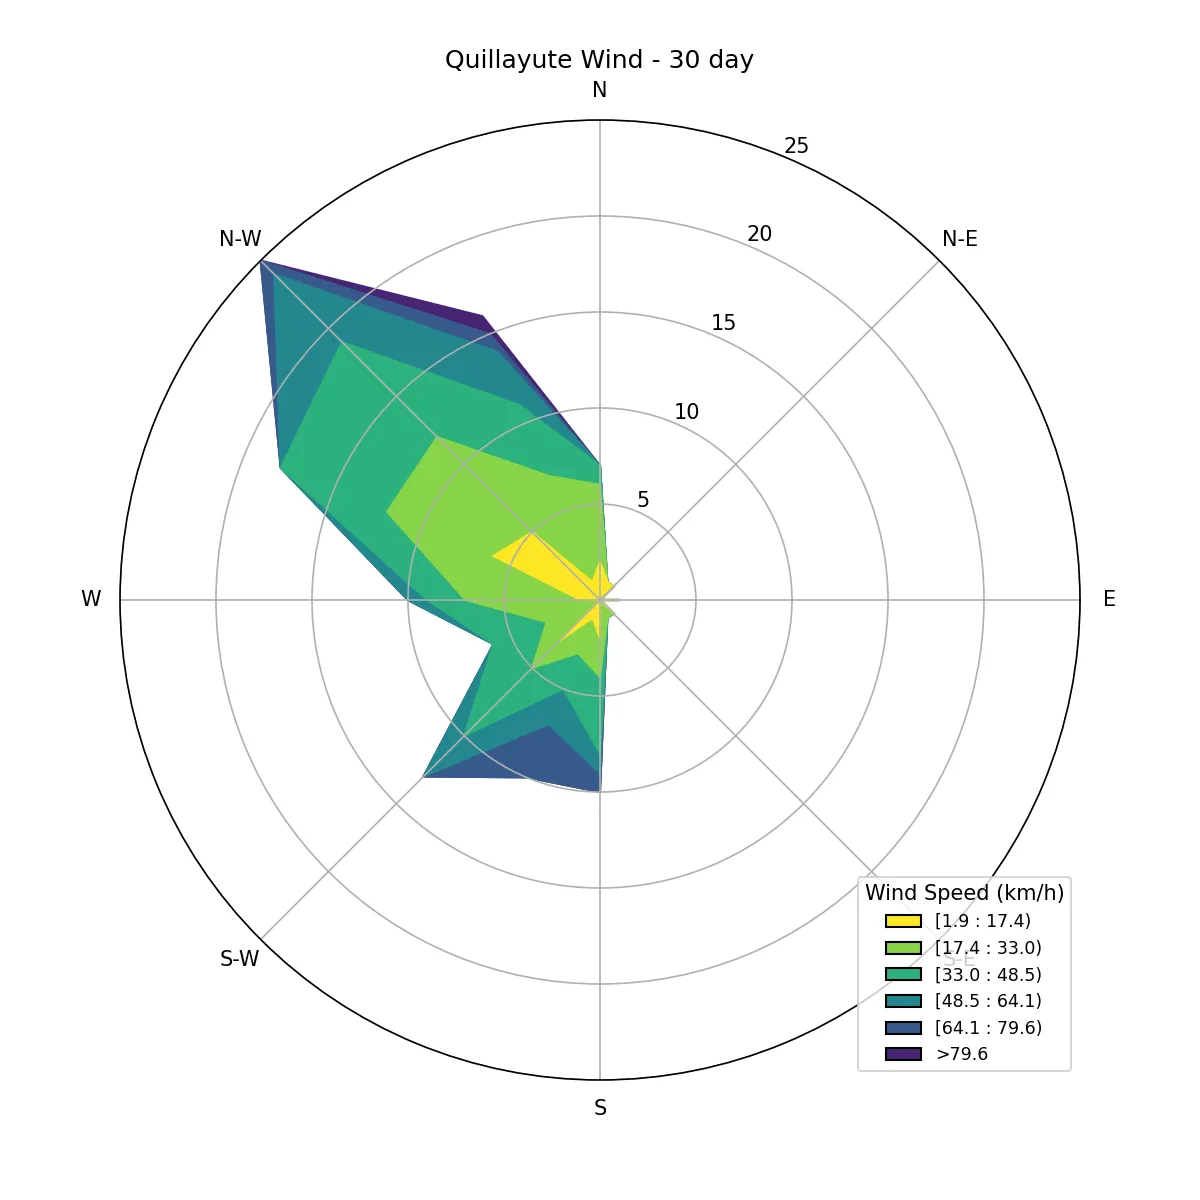 Quillayute Wind - 30 day
N
25
N-W
20
N-E
15
10
5
W
E
S-W
S-E
S
Wind Speed (km/h)
[1.9 : 17.4)
[17.4 : 33.0)
[33.0 : 48.5)
[48.5 : 64.1)
[64.1 : 79.6)
>79.6